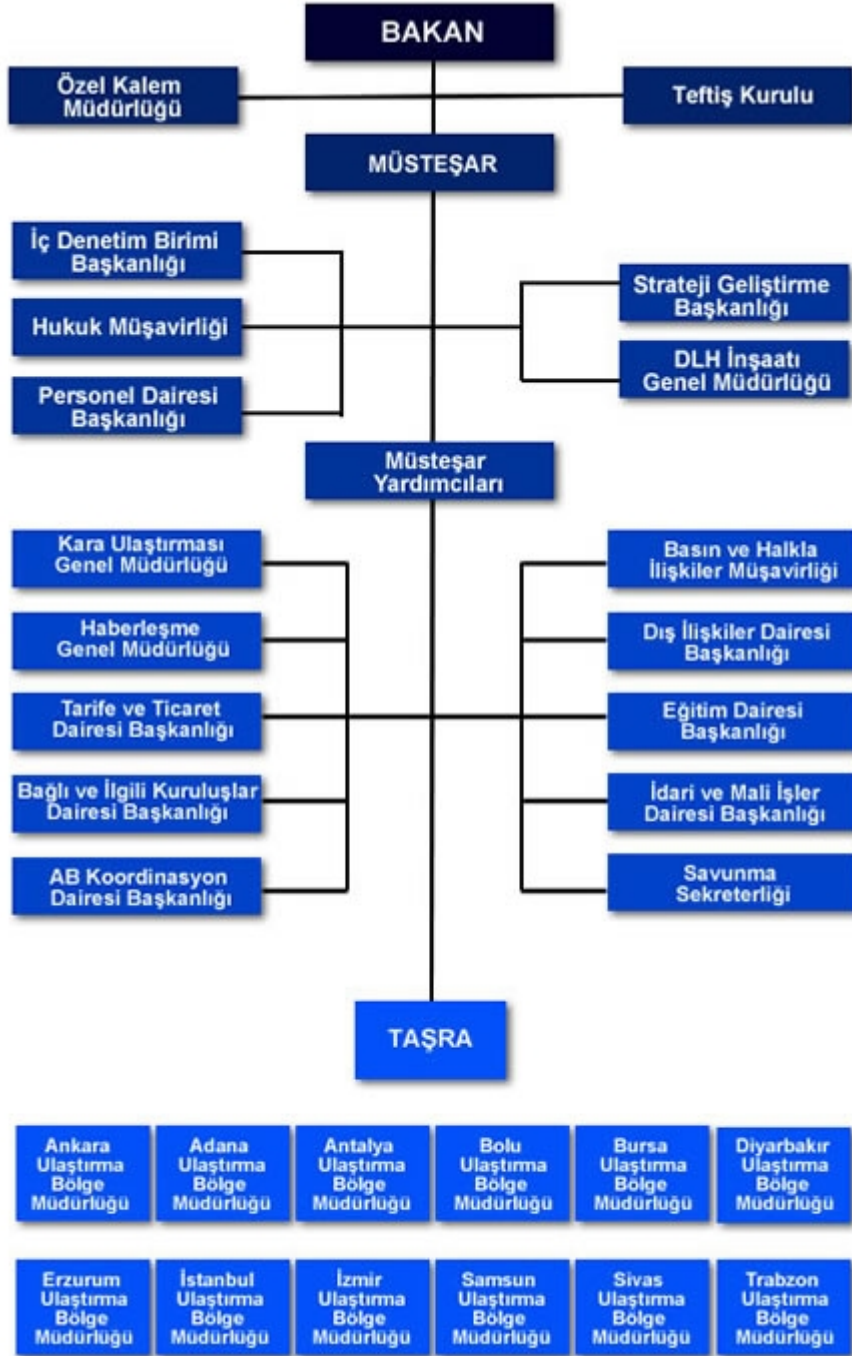 BAKAN
Özel Kalem
Müdürlüğü
Teftiş Kurulu
MÜSTEŞAR
İç Denetim Birimi
Başkanlığı
Hukuk Müşavirliği
Personel Dairesi
Başkanlığı
Strateji Geliştirme
Başkanlığı
DLH İnşaatı
Genel Müdürlüğü
Müsteşar
Yardımcıları
Kara Ulaştırması
Genel Müdürlüğü
Haberleşme
Genel Müdürlüğü
Tarife ve Ticaret
Dairesi Başkanlığı
Bağlı ve İlgili Kuruluşlar
Dairesi Başkanlığı
AB Koordinasyon
Dairesi Başkanlığı
Basın ve Halkla
İlişkiler Müşavirliği
Dış İlişkiler Dairesi
Başkanlığı
Eğitim Dairesi
Başkanlığı
İdari ve Mali İşler
Dairesi Başkanlığı
Savunma
Sekreterliği
TAŞRA
Ankara
Ulaştırma
Bölge
Müdürlüğü
Adana
Ulaştırma
Bölge
Müdürlüğü
Antalya
Ulaştırma
Bölge
Müdürlüğü
Bolu
Ulaştırma
Bölge
Müdürlüğü
Bursa
Ulaştırma
Bölge
Müdürlüğü
Diyarbakır
Ulaştırma
Bölge
Müdürlüğü
Erzurum
Ulaştırma
Bölge
Müdürlüğü
İstanbul
Ulaştırma
Bölge
Müdürlüğü
İzmir
Ulaştırma
Bölge
Müdürlüğü
Samsun
Ulaştırma
Bölge
Müdürlüğü
Sivas
Ulaştırma
Bölge
Müdürlüğü
Trabzon
Ulaştırma
Bölge
Müdürlüğü